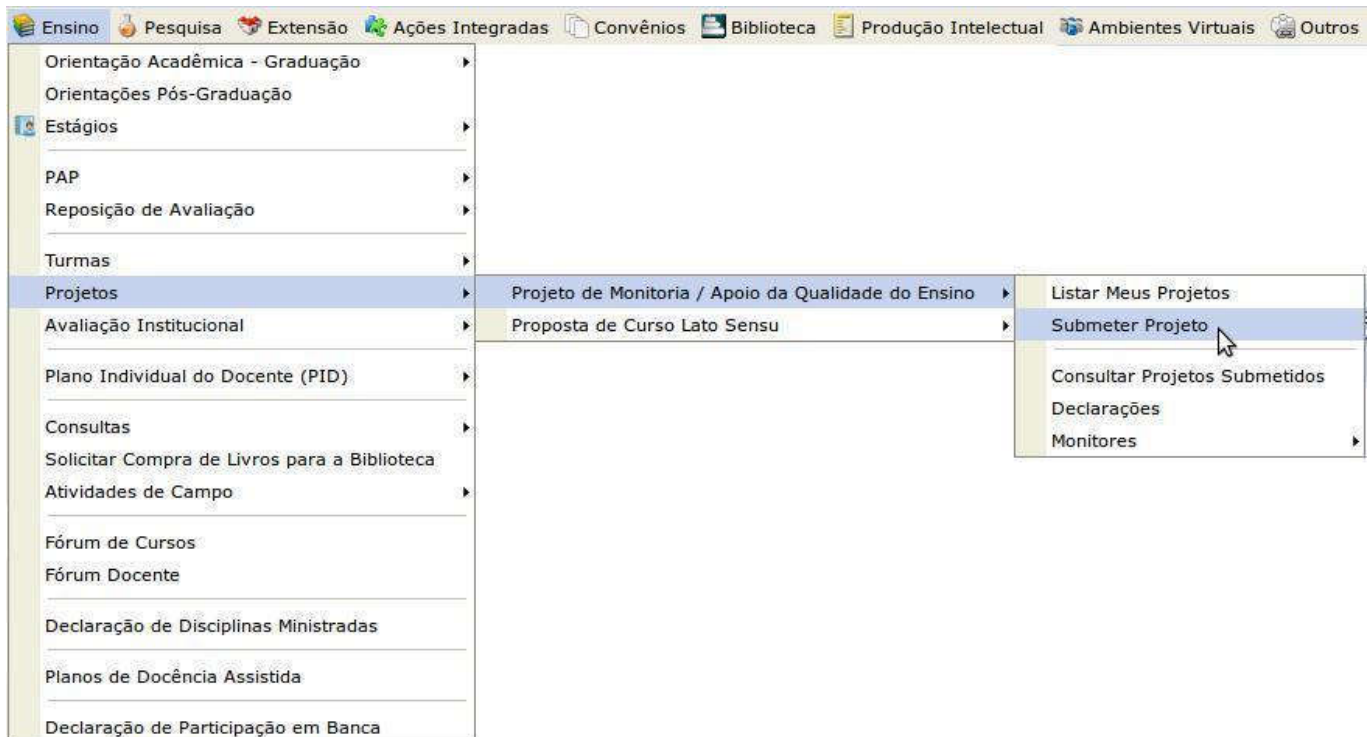 Ensino Pesquisa Extensão Ações Integradas Convênios Biblioteca Produção Intelectual Ambientes Virtuais Outros
Orientação Acadêmica - Graduação
Orientações Pós-Graduação
Estágios
PAP
Reposição de Avaliação
Turmas
Projetos
Avaliação Institucional
Plano Individual do Docente (PID)
Consultas
Solicitar Compra de Livros para a Biblioteca
Atividades de Campo
Fórum de Cursos
Fórum Docente
Declaração de Disciplinas Ministradas
Planos de Docência Assistida
Declaração de Participação em Banca
Projeto de Monitoria / Apoio da Qualidade do Ensino
Proposta de Curso Lato Sensu
Listar Meus Projetos
Submeter Projeto
Consultar Projetos Submetidos
Declarações
Monitores